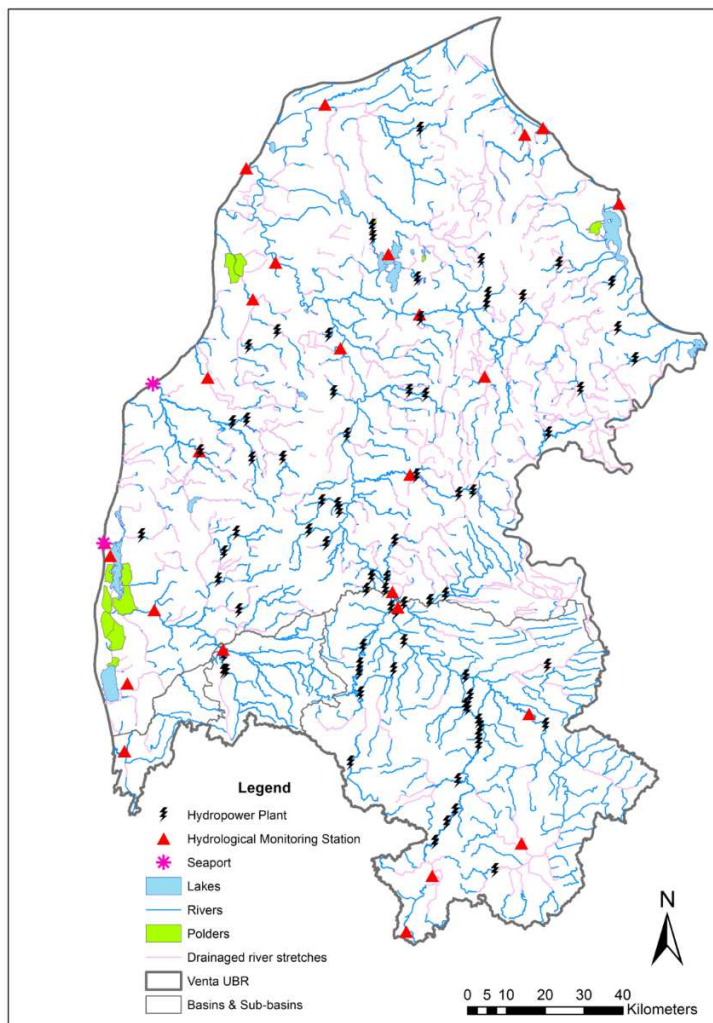 Legend
Hydropower Plant
Hydrological Monitoring Station
Seaport
Lakes
Rivers
Polders
Drainaged river stretches
Venta UBR
Basins & Sub-basins
N
0 5 10 20 30 40
Kilometers